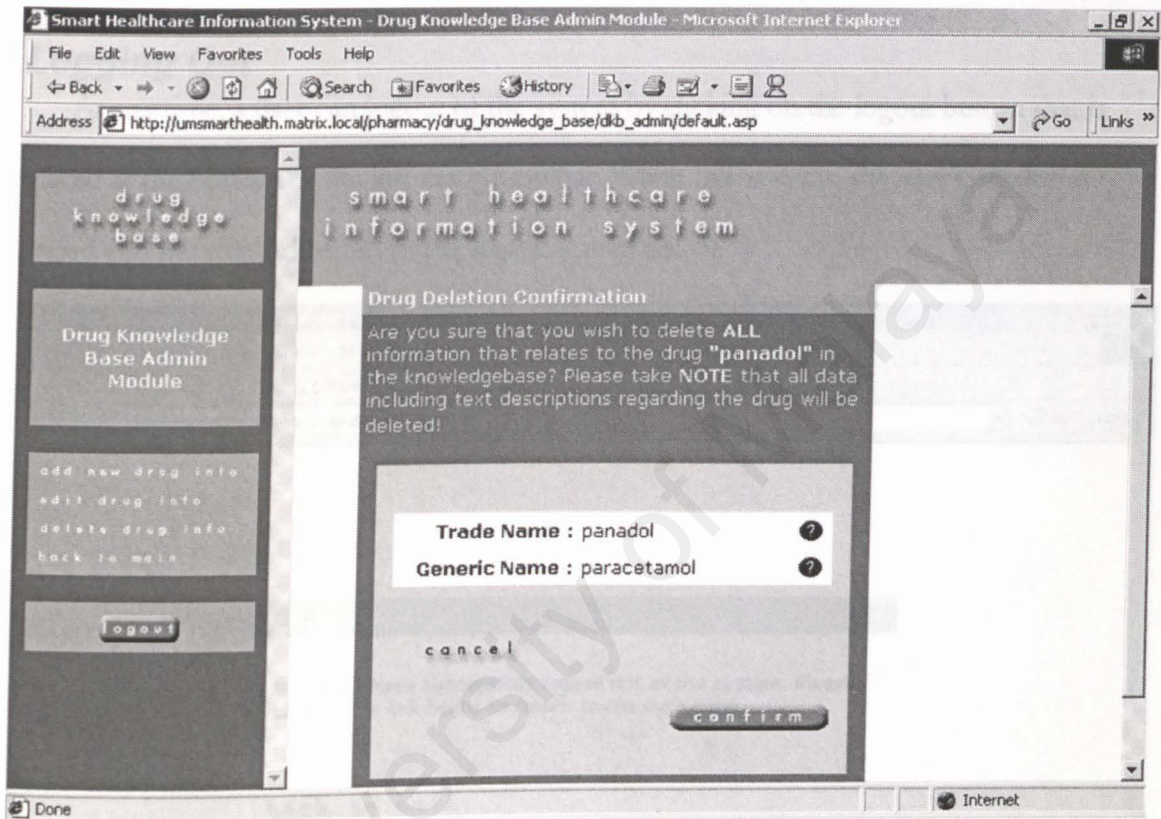 Smart Healthcare Information System - Drug Knowledge Base Admin Module - Microsoft Internet Explorer
File Edit View Favorites Tools Help
Back Search Favorites History
Address http://umsmarthealth.matrix.local/pharmacy/drug_knowledge_base/dkb_admin/default.asp Go Links »
drug
knowledge
base
smart healthcare
information system
Drug Knowledge
Base Admin
Module
add new drug info
edit drug info
delete drug info
back to main
logout
Drug Deletion Confirmation
Are you sure that you wish to delete ALL
information that relates to the drug "panadol" in
the knowledgebase? Please take NOTE that all data
including text descriptions regarding the drug will be
deleted!
Trade Name : panadol ?
Generic Name : paracetamol ?
cancel
confirm
Done Internet
University of Malaya